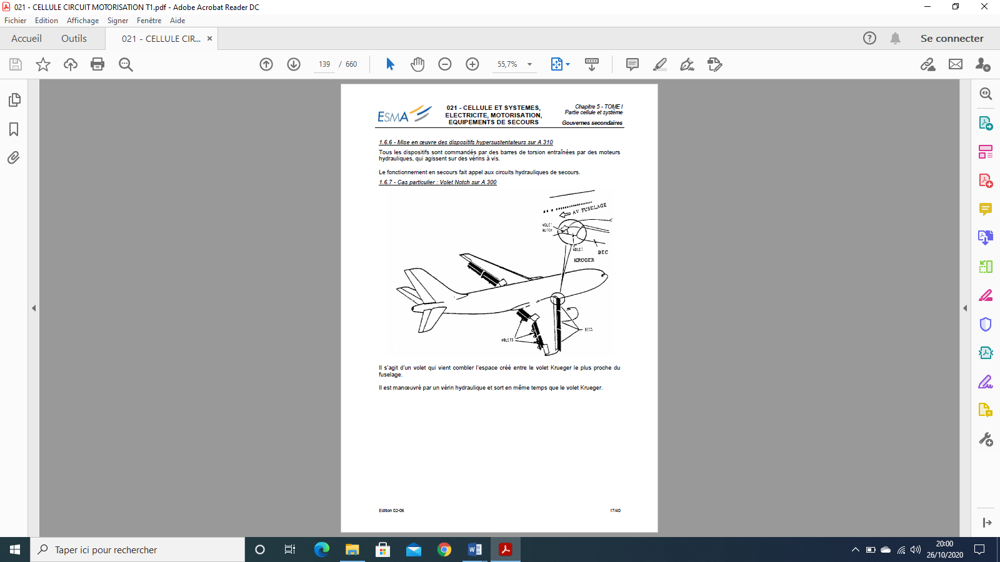 021 - CELLULE CIRCUIT MOTORISATION T1.pdf - Adobe Acrobat Reader DC
Fichier Edition Affichage Signer Fenêtre Aide
Accueil Outils 021 - CELLULE CIR... × Se connecter
139 / 660 55,7%
ESMA
021 - CELLULE ET SYSTEMES,
ELECTRICITE, MOTORISATION,
EQUIPEMENTS DE SECOURS
Chapitre 5 - TOME I
Partie cellule et système
Gouvernes secondaires
1.6.6 - Mise en œuvre des dispositifs hypersustentateurs sur A 310
Tous les dispositifs sont commandés par des barres de torsion entraînées par des moteurs
hydrauliques, qui agissent sur des vérins à vis.
Le fonctionnement en secours fait appel aux circuits hydrauliques de secours.
1.6.7 - Cas particulier : Volet Notch sur A 300
AV FUSELAGE
VOLET
NOTCH
VOLET
BEC
KRUGER
BECS
VOLETS
Il s'agit d'un volet qui vient combler l'espace créé entre le volet Krueger le plus proche du
fuselage.
Il est manœuvré par un vérin hydraulique et sort en même temps que le volet Krueger.
Edition 02-06
17/40
Taper ici pour rechercher
20:00
26/10/2020